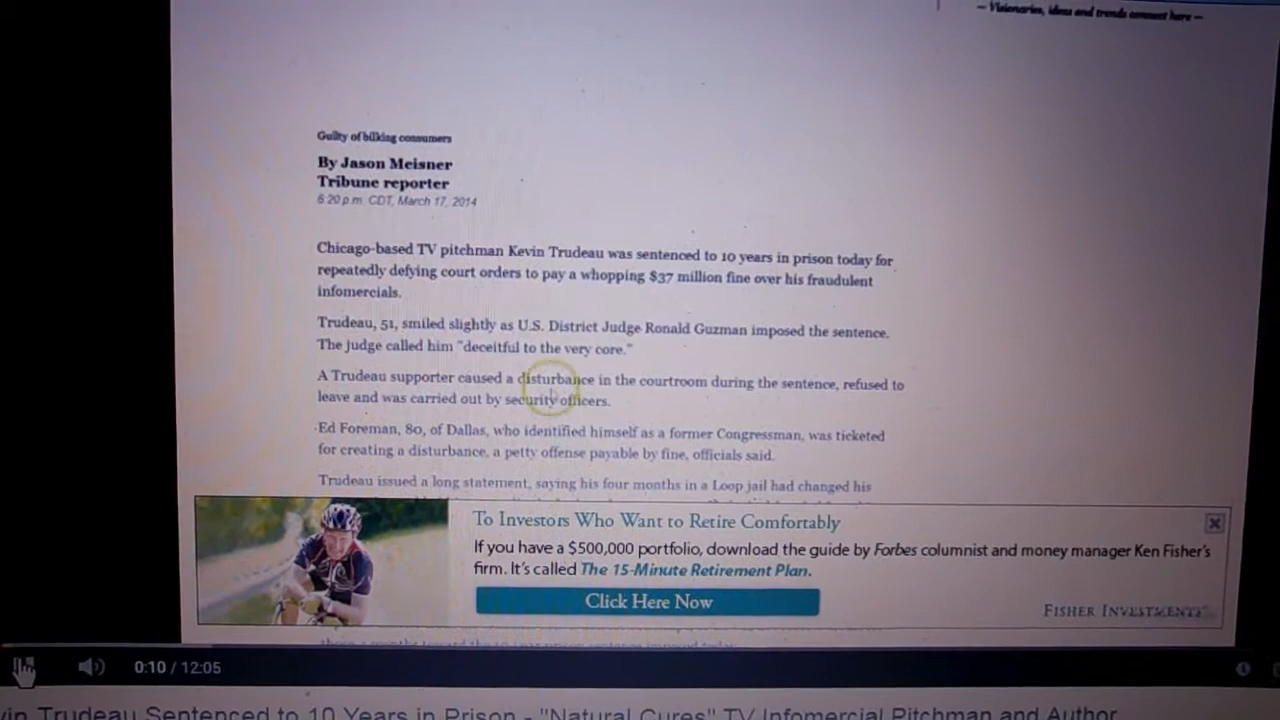 — Visionaries, ideas and trends comment here —
Guilty of bilking consumers
By Jason Meisner
Tribune reporter
6:20 p.m. CDT, March 17, 2014
Chicago-based TV pitchman Kevin Trudeau was sentenced to 10 years in prison today for
repeatedly defying court orders to pay a whopping $37 million fine over his fraudulent
infomercials.
Trudeau, 51, smiled slightly as U.S. District Judge Ronald Guzman imposed the sentence.
The judge called him "deceitful to the very core."
A Trudeau supporter caused a disturbance in the courtroom during the sentence, refused to
leave and was carried out by security officers.
Ed Foreman, 80, of Dallas, who identified himself as a former Congressman, was ticketed
for creating a disturbance, a petty offense payable by fine, officials said.
Trudeau issued a long statement, saying his four months in a Loop jail had changed his
To Investors Who Want to Retire Comfortably
If you have a $500,000 portfolio, download the guide by Forbes columnist and money manager Ken Fisher's
firm. It's called The 15-Minute Retirement Plan.
Click Here Now
FISHER INVESTMENTS
0:10 / 12:05
vin Trudeau Sentenced to 10 Years in Prison - "Natural Cures" TV Infomercial Pitchman and Author